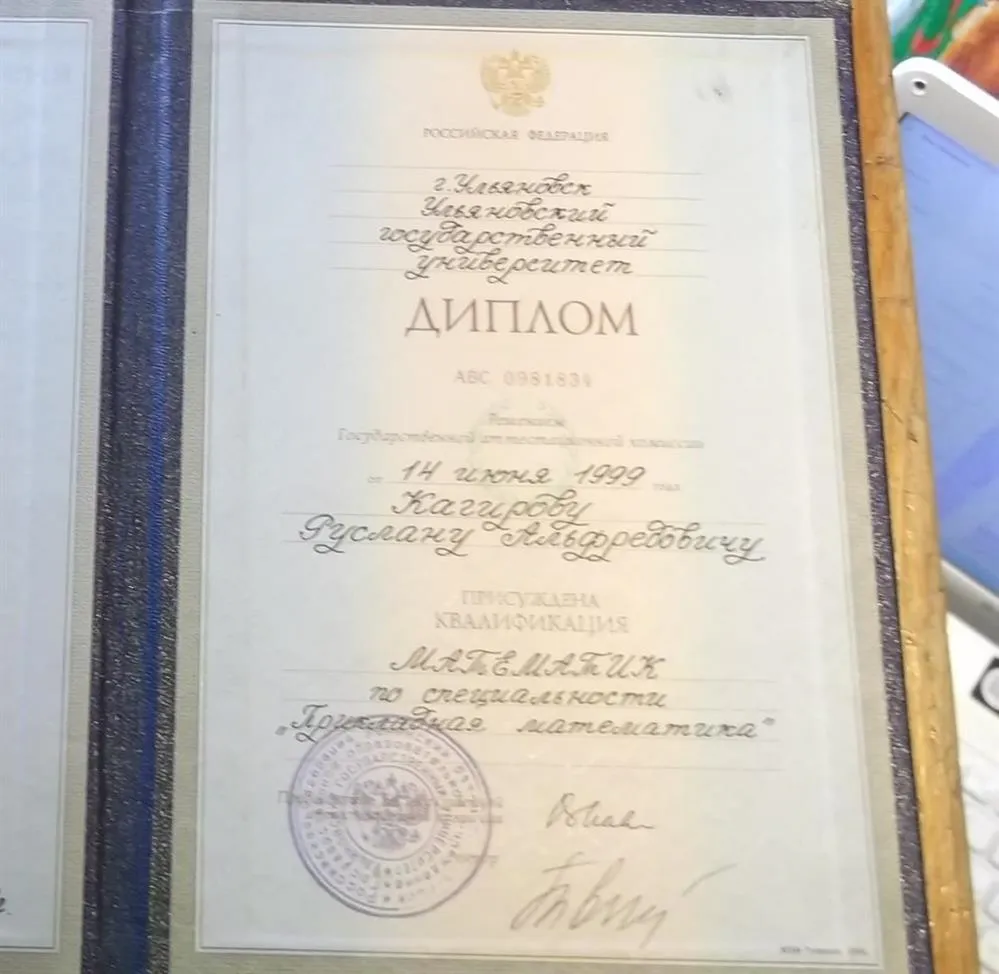 РОССИЙСКАЯ ФЕДЕРАЦИЯ
г. Ульяновск
Ульяновский
государственный
университет
ДИПЛОМ
АВС 0981834
Решением
Государственной аттестационной комиссии
от 14 июня 1999 года
Кагирову
Руслану Альфредовичу
ПРИСУЖДЕНА
КВАЛИФИКАЦИЯ
МАТЕМАТИК
по специальности
„Прикладная математика"